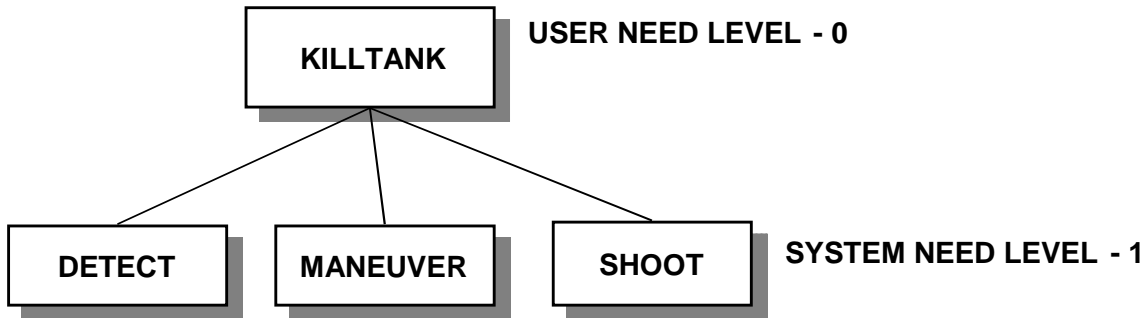 KILLTANK
USER NEED LEVEL - 0
DETECT
MANEUVER
SHOOT
SYSTEM NEED LEVEL - 1